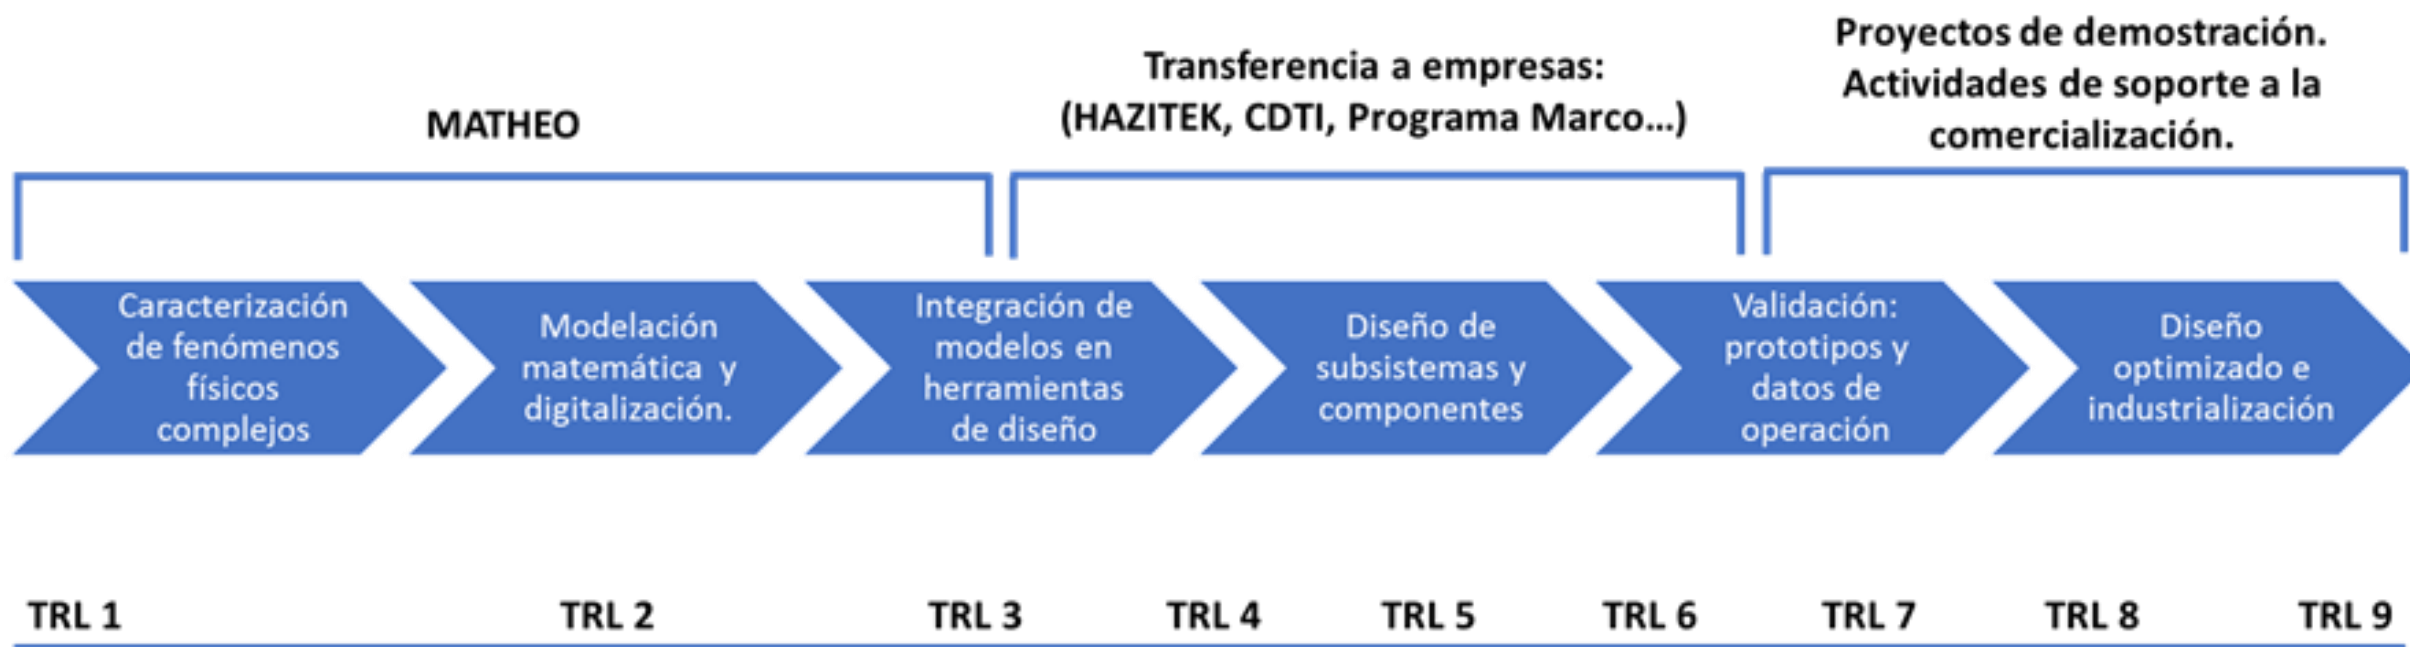 MATHEO
Transferencia a empresas:
(HAZITEK, CDTI, Programa Marco...)
Proyectos de demostración.
Actividades de soporte a la
comercialización.
Caracterización
de fenómenos
físicos
complejos
Modelación
matemática y
digitalización.
Integración de
modelos en
herramientas
de diseño
Diseño de
subsistemas y
componentes
Validación:
prototipos y
datos de
operación
Diseño
optimizado e
industrialización
TRL 1 TRL 2 TRL 3 TRL 4 TRL 5 TRL 6 TRL 7 TRL 8 TRL 9